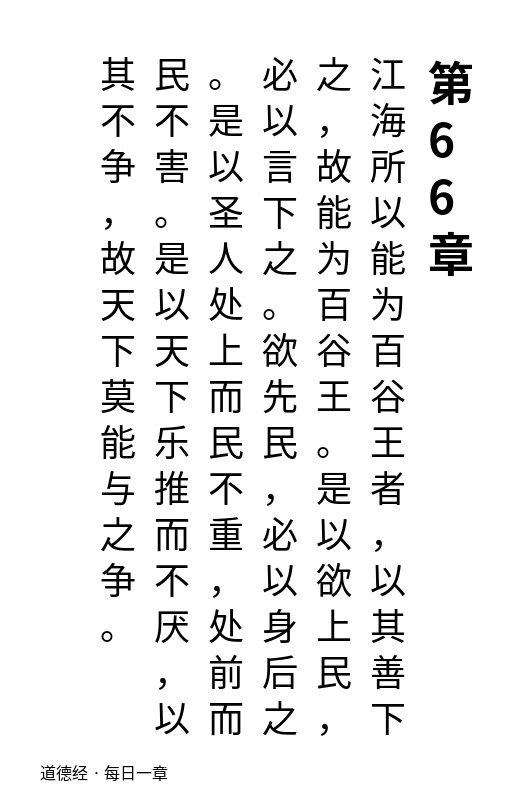 第66章
江海所以能为百谷王者，以其善下
之，故能为百谷王。是以欲上民，
必以言下之。欲先民，必以身后之
。是以圣人处上而民不重，处前而
民不害。是以天下乐推而不厌，以
其不争，故天下莫能与之争。
道德经 · 每日一章